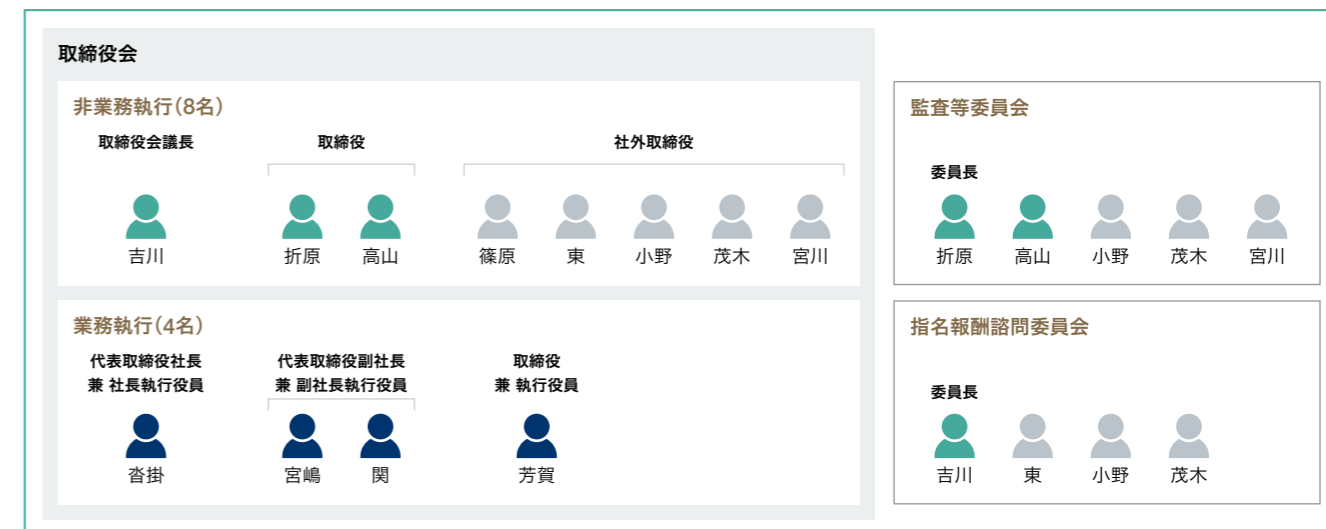 取締役会
非業務執行（8名）
取締役会議長
取締役
社外取締役
吉川
折原
高山
篠原
東
小野
茂木
宮川
業務執行（4名）
代表取締役社長
兼 社長執行役員
代表取締役副社長
兼 副社長執行役員
取締役
兼 執行役員
沓掛
宮嶋
関
芳賀
監査等委員会
委員長
折原
高山
小野
茂木
宮川
指名報酬諮問委員会
委員長
吉川
東
小野
茂木